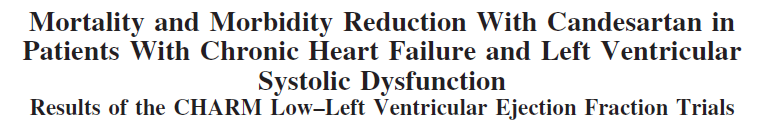 Mortality and Morbidity Reduction With Candesartan in
Patients With Chronic Heart Failure and Left Ventricular
Systolic Dysfunction
Results of the CHARM Low–Left Ventricular Ejection Fraction Trials